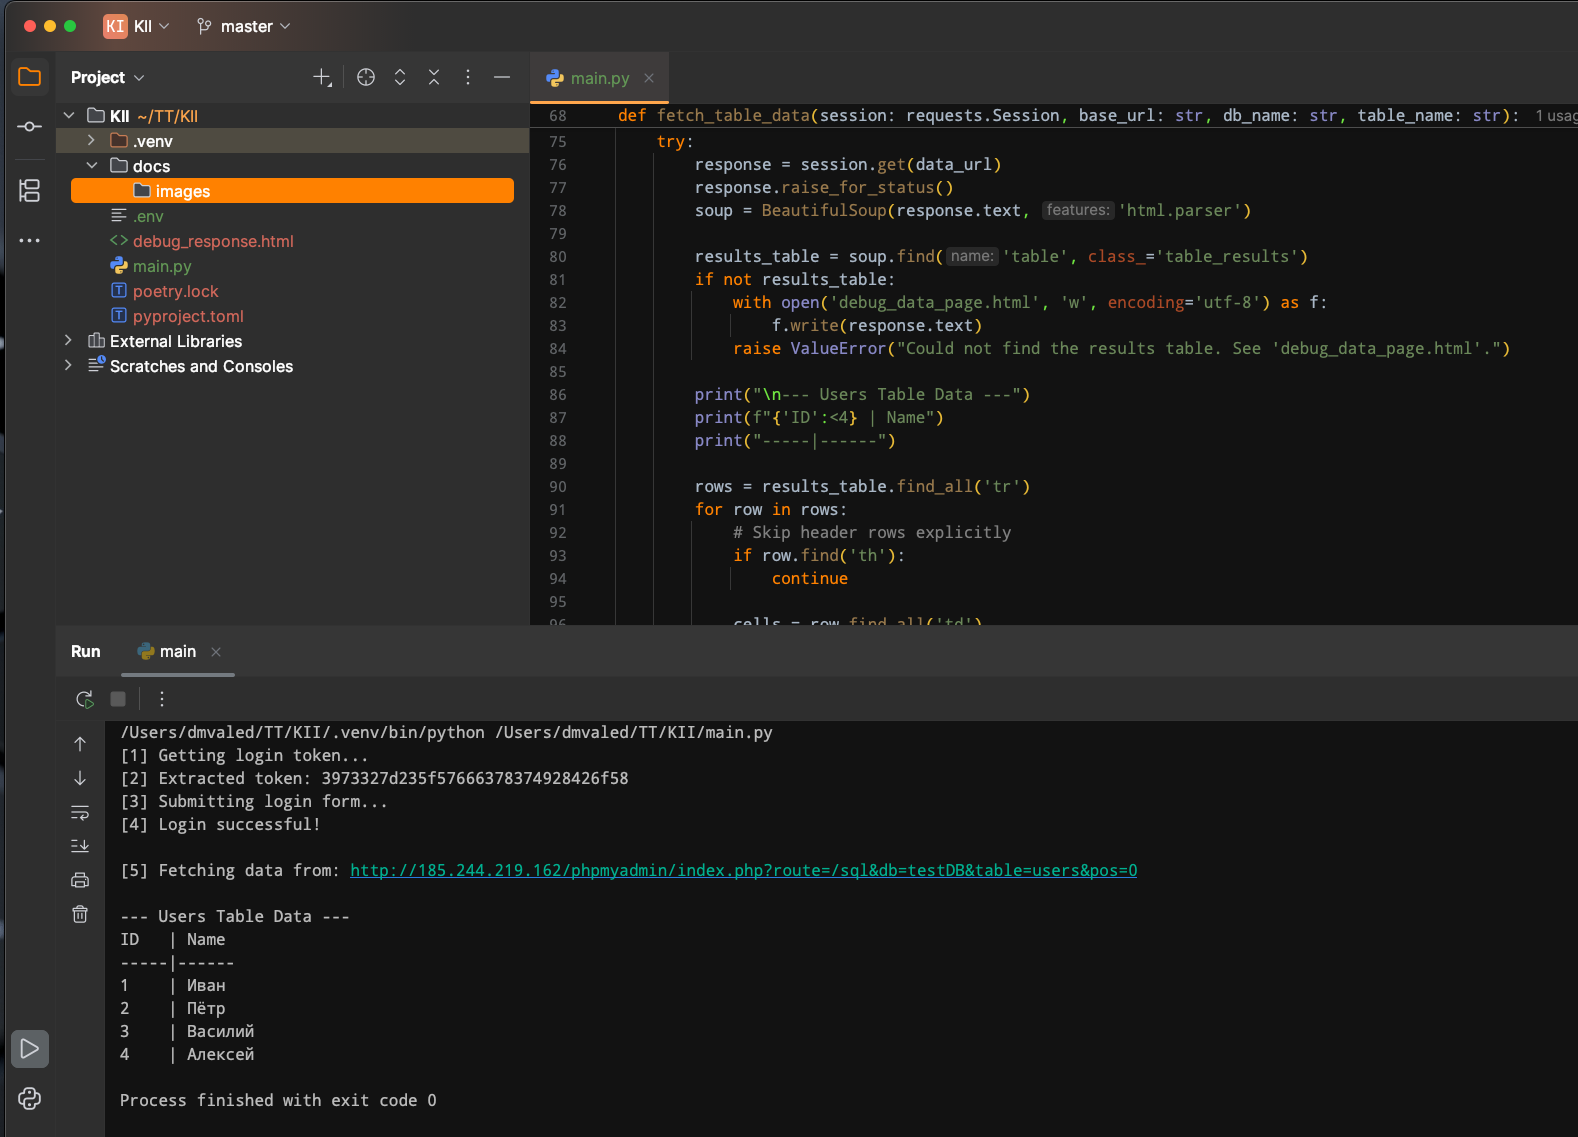 KI KII master
Project
main.py
KII ~/TT/KII
.venv
docs
images
.env
debug_response.html
main.py
poetry.lock
pyproject.toml
External Libraries
Scratches and Consoles
68 def fetch_table_data(session: requests.Session, base_url: str, db_name: str, table_name: str): 1 usag
75 try:
76 response = session.get(data_url)
77 response.raise_for_status()
78 soup = BeautifulSoup(response.text, features: 'html.parser')
79
80 results_table = soup.find( name: 'table', class_='table_results')
81 if not results_table:
82 with open('debug_data_page.html', 'w', encoding='utf-8') as f:
83 f.write(response.text)
84 raise ValueError("Could not find the results table. See 'debug_data_page.html'.")
85
86 print("\n--- Users Table Data ---")
87 print(f"{'ID':<4} | Name")
88 print("-----|------")
89
90 rows = results_table.find_all('tr')
91 for row in rows:
92 # Skip header rows explicitly
93 if row.find('th'):
94 continue
95
96 cells = row.find_all('td')
Run main
/Users/dmvaled/TT/KII/.venv/bin/python /Users/dmvaled/TT/KII/main.py
[1] Getting login token...
[2] Extracted token: 3973327d235f57666378374928426f58
[3] Submitting login form...
[4] Login successful!
[5] Fetching data from: http://185.244.219.162/phpmyadmin/index.php?route=/sql&db=testDB&table=users&pos=0
--- Users Table Data ---
ID | Name
-----|------
1 | Иван
2 | Пётр
3 | Василий
4 | Алексей
Process finished with exit code 0